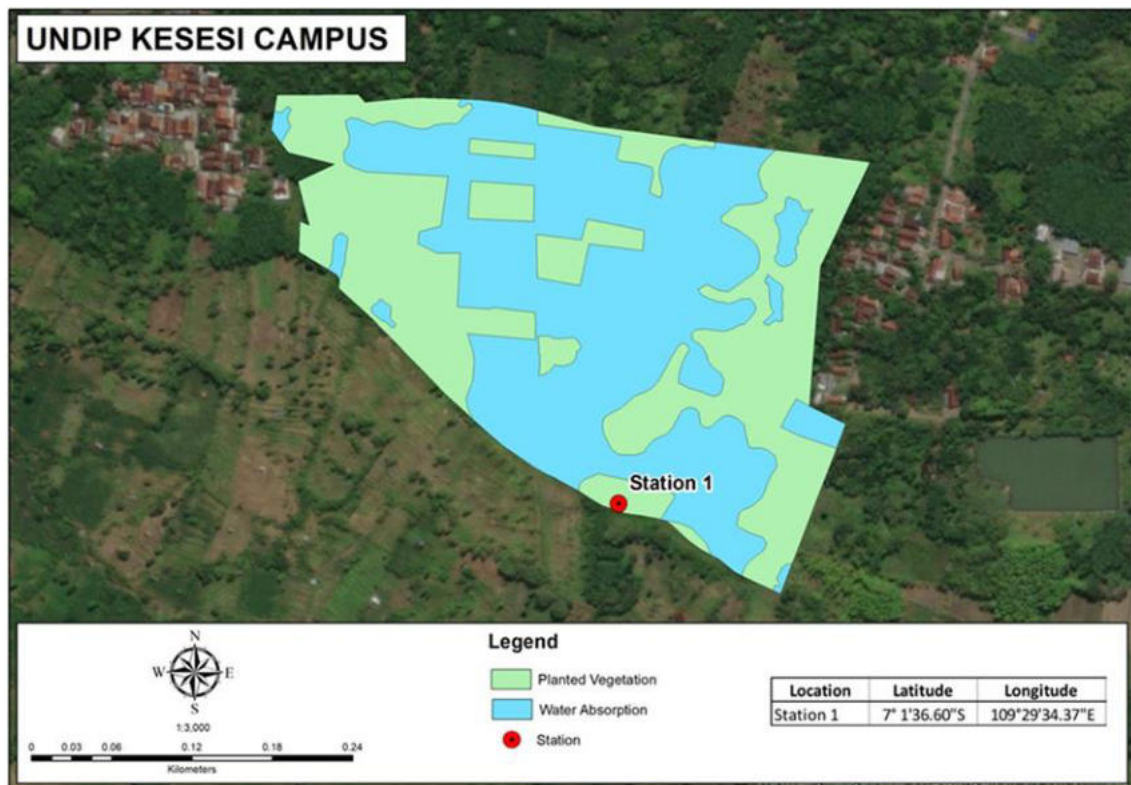 UNDIP KESESI CAMPUS
Station 1
N
W E
S
1:3,000
0 0.03 0.06 0.12 0.18 0.24
Kilometers
Legend
Planted Vegetation
Water Absorption
Station
Location Latitude Longitude
Station 1 7° 1'36.60"S 109°29'34.37"E